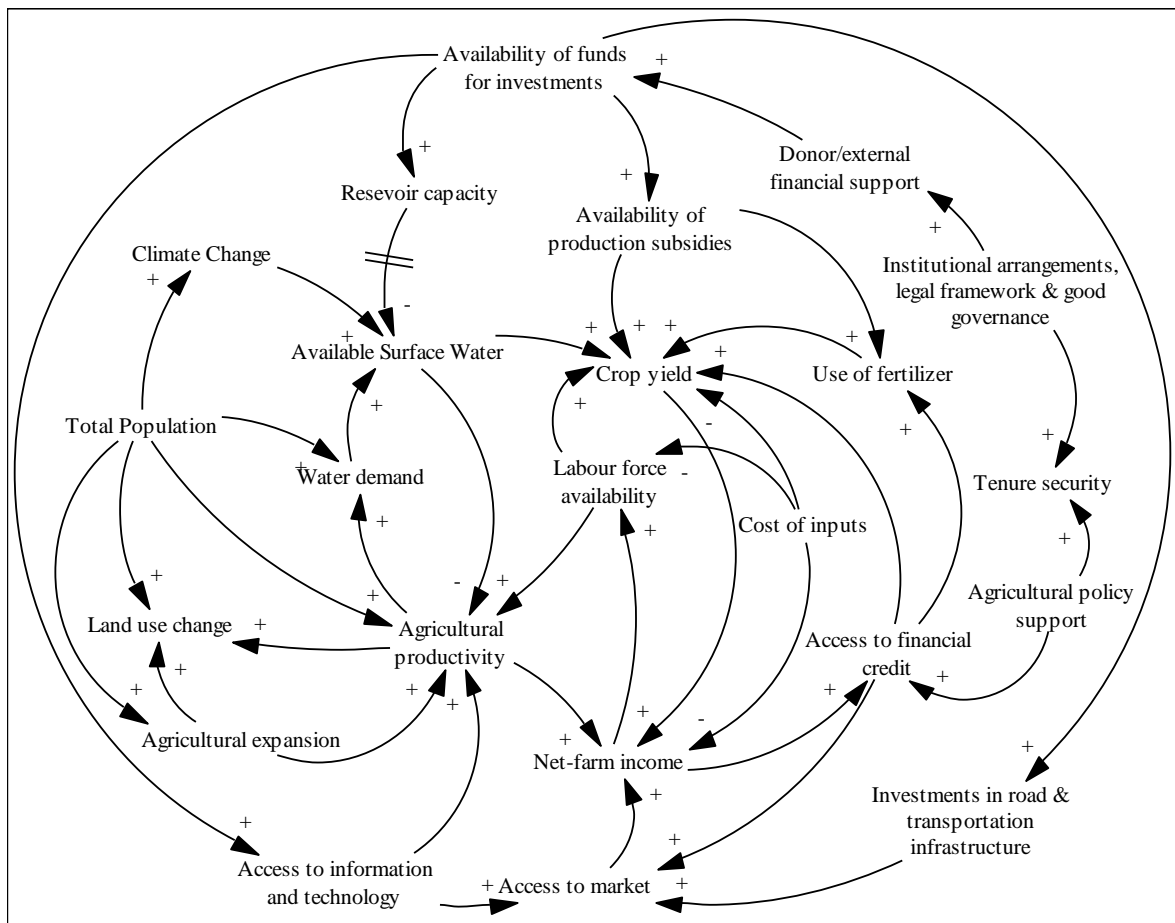 Availability of funds
for investments
Donor/external
financial support
Resevoir capacity
Availability of
production subsidies
Climate Change
Institutional arrangements,
legal framework & good
governance
Available Surface Water
Crop yield
Use of fertilizer
Total Population
Water demand
Labour force
availability
Tenure security
Cost of inputs
Agricultural policy
support
Land use change
Agricultural
productivity
Access to financial
credit
Agricultural expansion
Net-farm income
Investments in road &
transportation
infrastructure
Access to information
and technology
Access to market